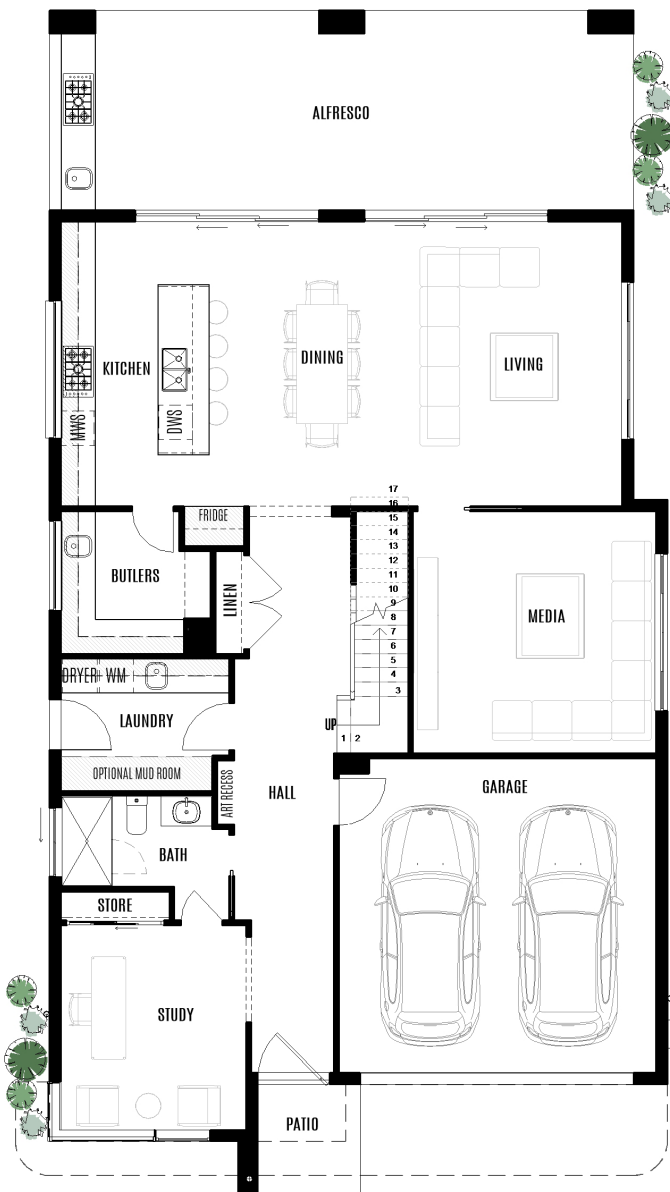 ALFRESCO
KITCHEN
DINING
LIVING
MWS
DWS
FRIDGE
17
16
15
14
13
12
11
10
9
8
7
6
5
4
3
UP
1 2
BUTLERS
LINEN
MEDIA
DRYER WM
LAUNDRY
OPTIONAL MUD ROOM
ART RECESS
HALL
GARAGE
BATH
STORE
STUDY
PATIO